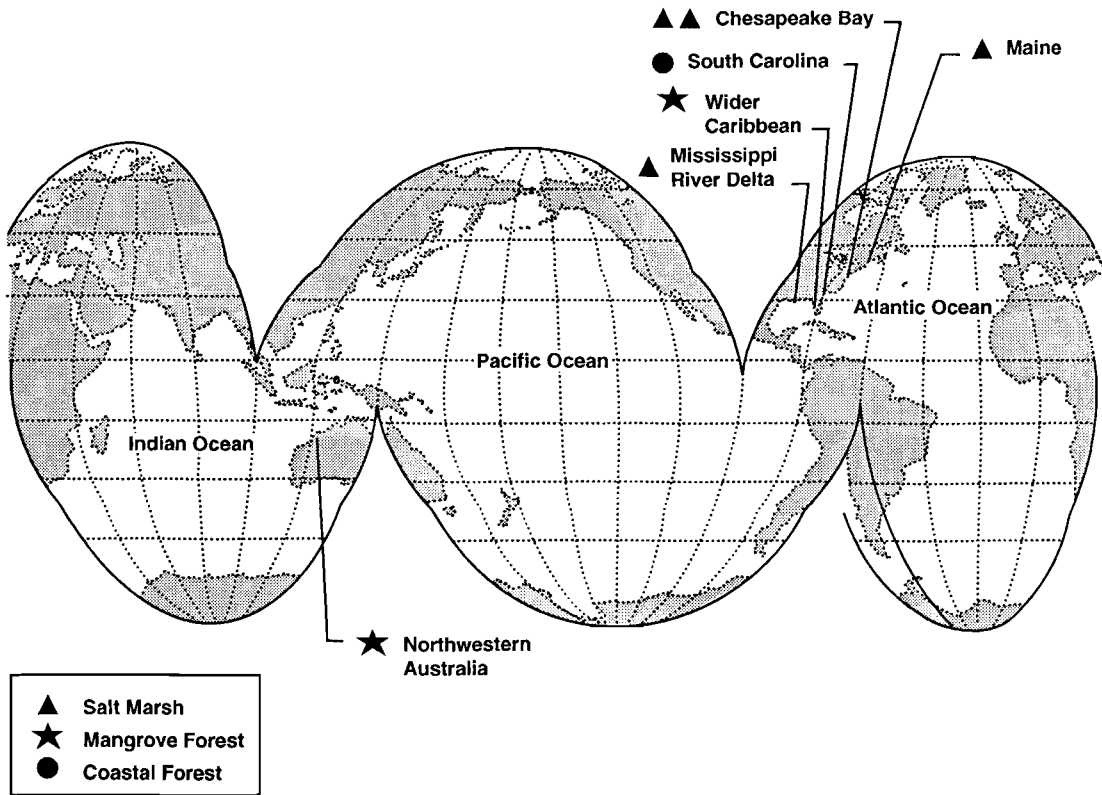 Chesapeake Bay
Maine
South Carolina
Wider
Caribbean
Mississippi
River Delta
Atlantic Ocean
Pacific Ocean
Indian Ocean
Northwestern
Australia
Salt Marsh
Mangrove Forest
Coastal Forest